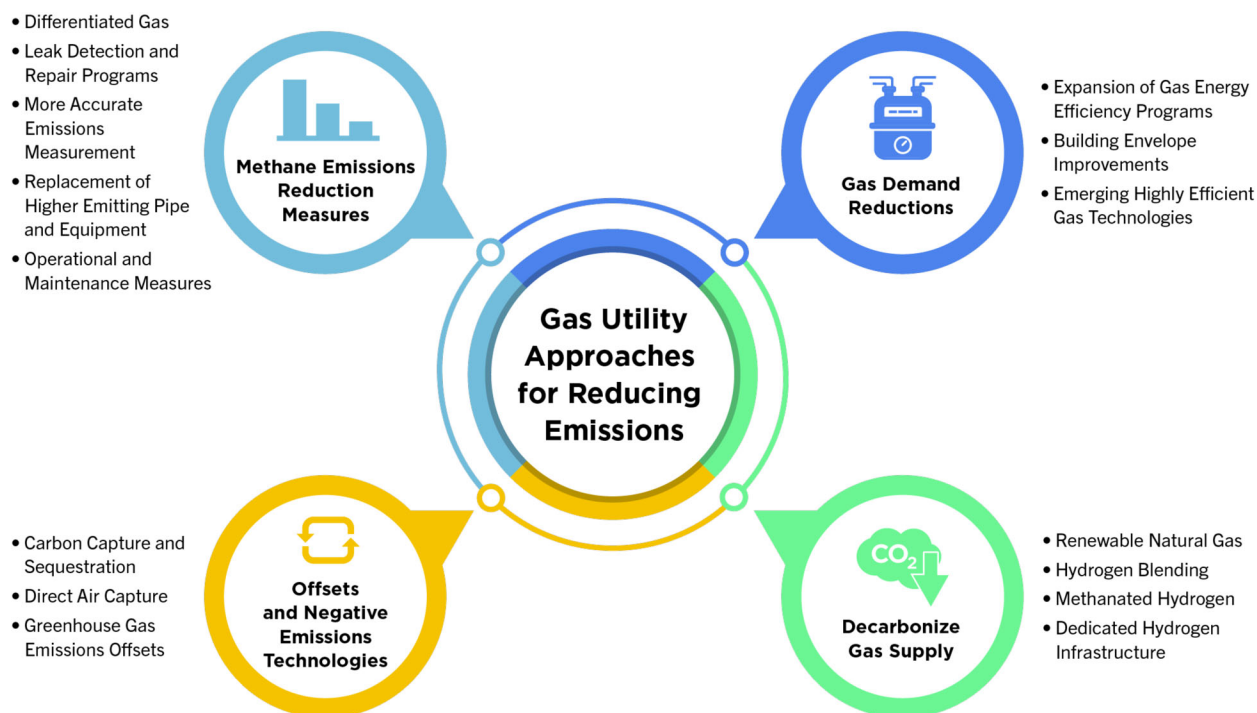 • Differentiated Gas
• Leak Detection and
Repair Programs
• More Accurate
Emissions
Measurement
• Replacement of
Higher Emitting Pipe
and Equipment
• Operational and
Maintenance Measures
Methane Emissions
Reduction
Measures
Gas Demand
Reductions
• Expansion of Gas Energy
Efficiency Programs
• Building Envelope
Improvements
• Emerging Highly Efficient
Gas Technologies
Gas Utility
Approaches
for Reducing
Emissions
• Carbon Capture and
Sequestration
• Direct Air Capture
• Greenhouse Gas
Emissions Offsets
Offsets
and Negative
Emissions
Technologies
CO₂
Decarbonize
Gas Supply
• Renewable Natural Gas
• Hydrogen Blending
• Methanated Hydrogen
• Dedicated Hydrogen
Infrastructure